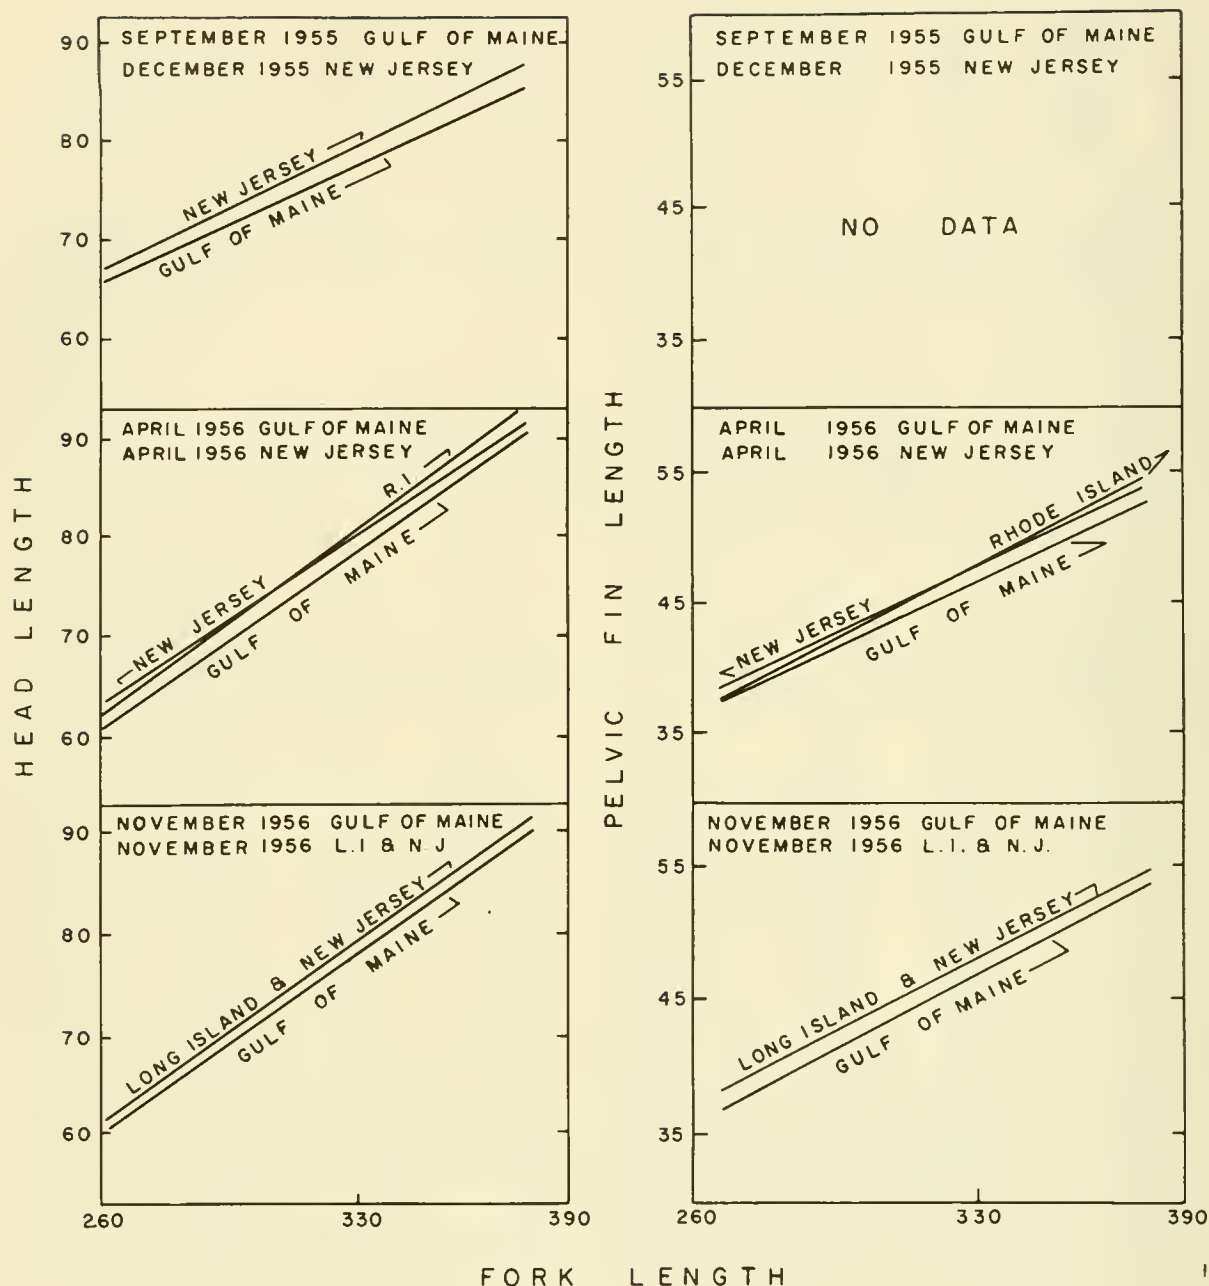 HEAD LENGTH
90
80
70
60
SEPTEMBER 1955 GULF OF MAINE
DECEMBER 1955 NEW JERSEY
NEW JERSEY
GULF OF MAINE
90
80
70
60
APRIL 1956 GULF OF MAINE
APRIL 1956 NEW JERSEY
R.I.
NEW JERSEY
GULF OF MAINE
90
80
70
60
NOVEMBER 1956 GULF OF MAINE
NOVEMBER 1956 L.I & N J
LONG ISLAND & NEW JERSEY
GULF OF MAINE
260 330 390
PELVIC FIN LENGTH
55
45
35
SEPTEMBER 1955 GULF OF MAINE
DECEMBER 1955 NEW JERSEY
NO DATA
55
45
35
APRIL 1956 GULF OF MAINE
APRIL 1956 NEW JERSEY
RHODE ISLAND
NEW JERSEY
GULF OF MAINE
55
45
35
NOVEMBER 1956 GULF OF MAINE
NOVEMBER 1956 L.I. & N.J.
LONG ISLAND & NEW JERSEY
GULF OF MAINE
260 330 390
FORK LENGTH